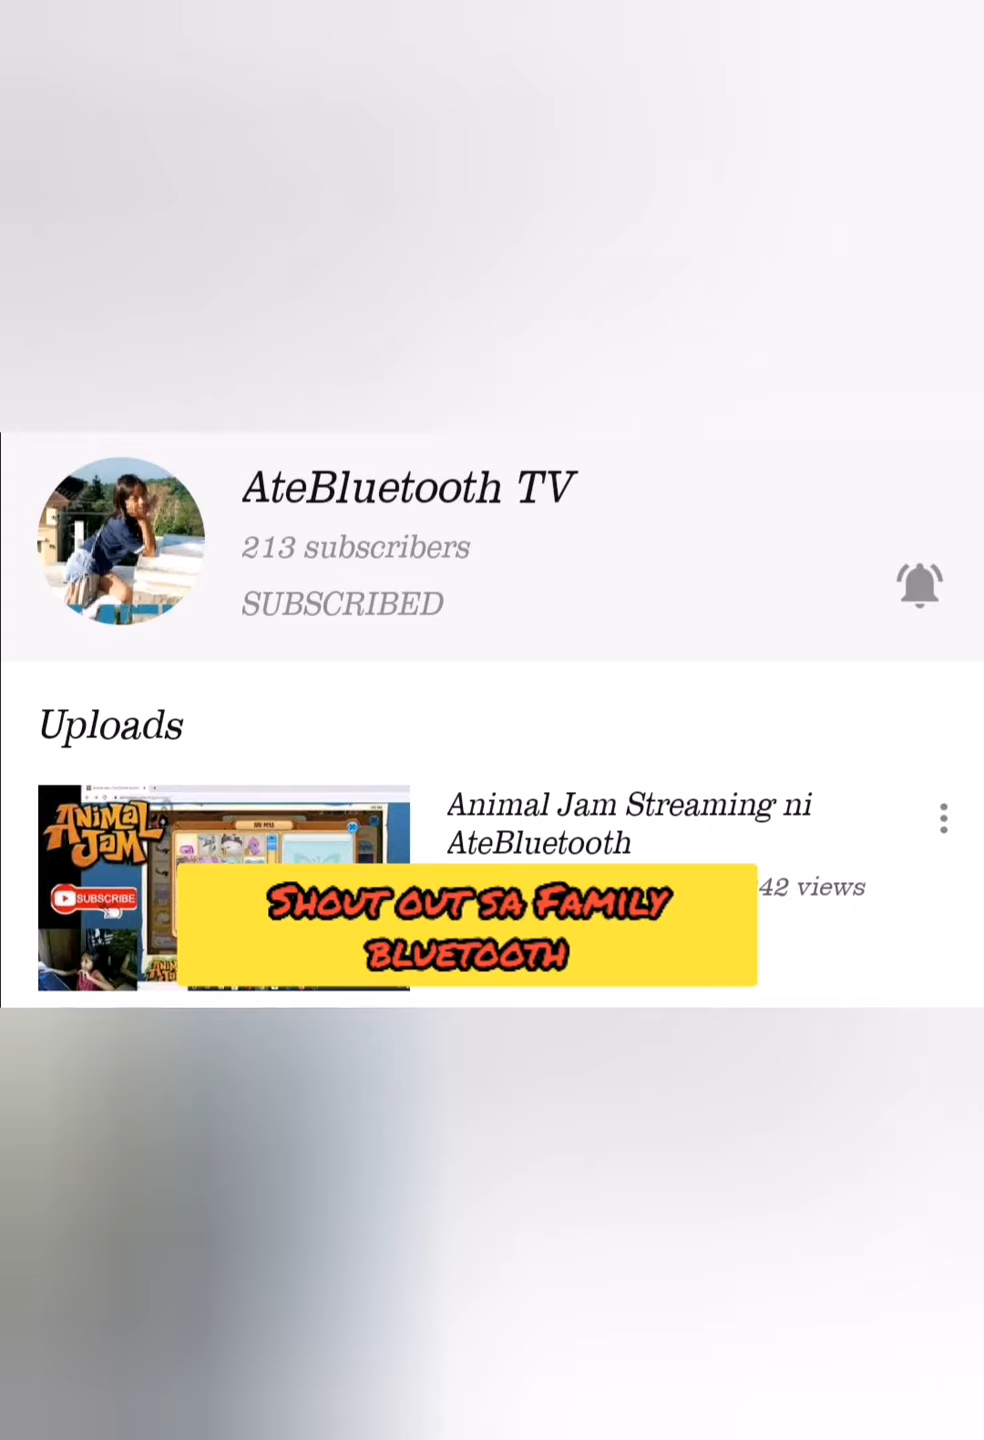 AteBluetooth TV
213 subscribers
SUBSCRIBED
Uploads
ANIMAL
JAM
SUBSCRIBE
Animal Jam Streaming ni
AteBluetooth
42 views
Shout out sa Family
bluetooth